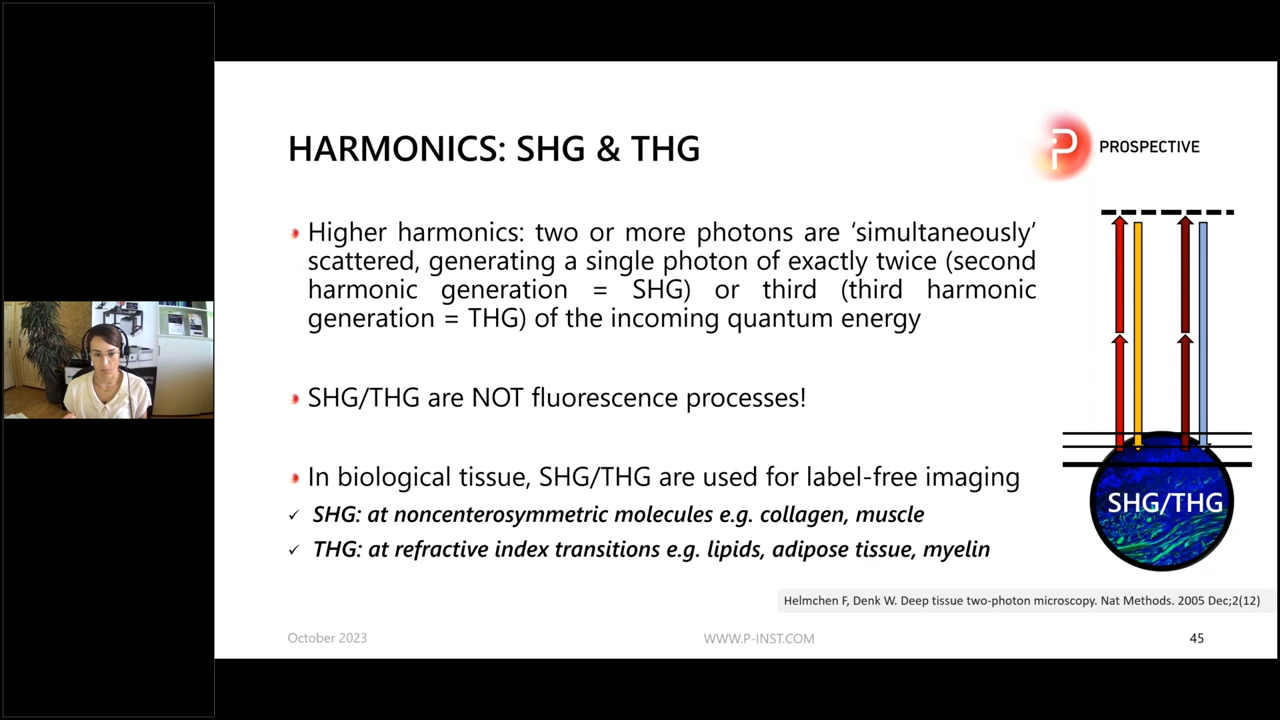 HARMONICS: SHG & THG
PROSPECTIVE
Higher harmonics: two or more photons are ‘simultaneously’
scattered, generating a single photon of exactly twice (second
harmonic generation = SHG) or third (third harmonic
generation = THG) of the incoming quantum energy
SHG/THG are NOT fluorescence processes!
In biological tissue, SHG/THG are used for label-free imaging
✓ SHG: at noncenterosymmetric molecules e.g. collagen, muscle
✓ THG: at refractive index transitions e.g. lipids, adipose tissue, myelin
SHG/THG
Helmchen F, Denk W. Deep tissue two-photon microscopy. Nat Methods. 2005 Dec;2(12)
October 2023
WWW.P-INST.COM
45